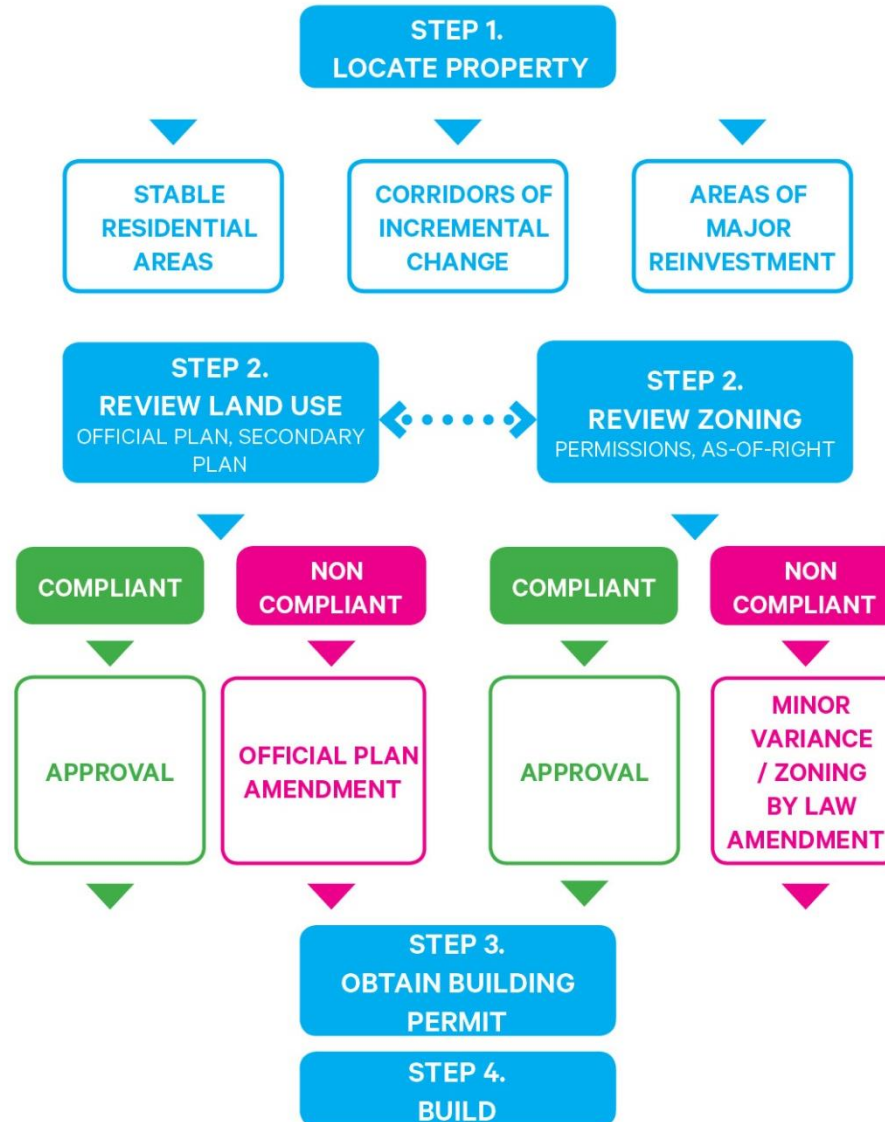 STEP 1.
LOCATE PROPERTY
STABLE
RESIDENTIAL
AREAS
CORRIDORS OF
INCREMENTAL
CHANGE
AREAS OF
MAJOR
REINVESTMENT
STEP 2.
REVIEW LAND USE
OFFICIAL PLAN, SECONDARY
PLAN
STEP 2.
REVIEW ZONING
PERMISSIONS, AS-OF-RIGHT
COMPLIANT
NON
COMPLIANT
COMPLIANT
NON
COMPLIANT
APPROVAL
OFFICIAL PLAN
AMENDMENT
APPROVAL
MINOR
VARIANCE
/ ZONING
BY LAW
AMENDMENT
STEP 3.
OBTAIN BUILDING
PERMIT
STEP 4.
BUILD